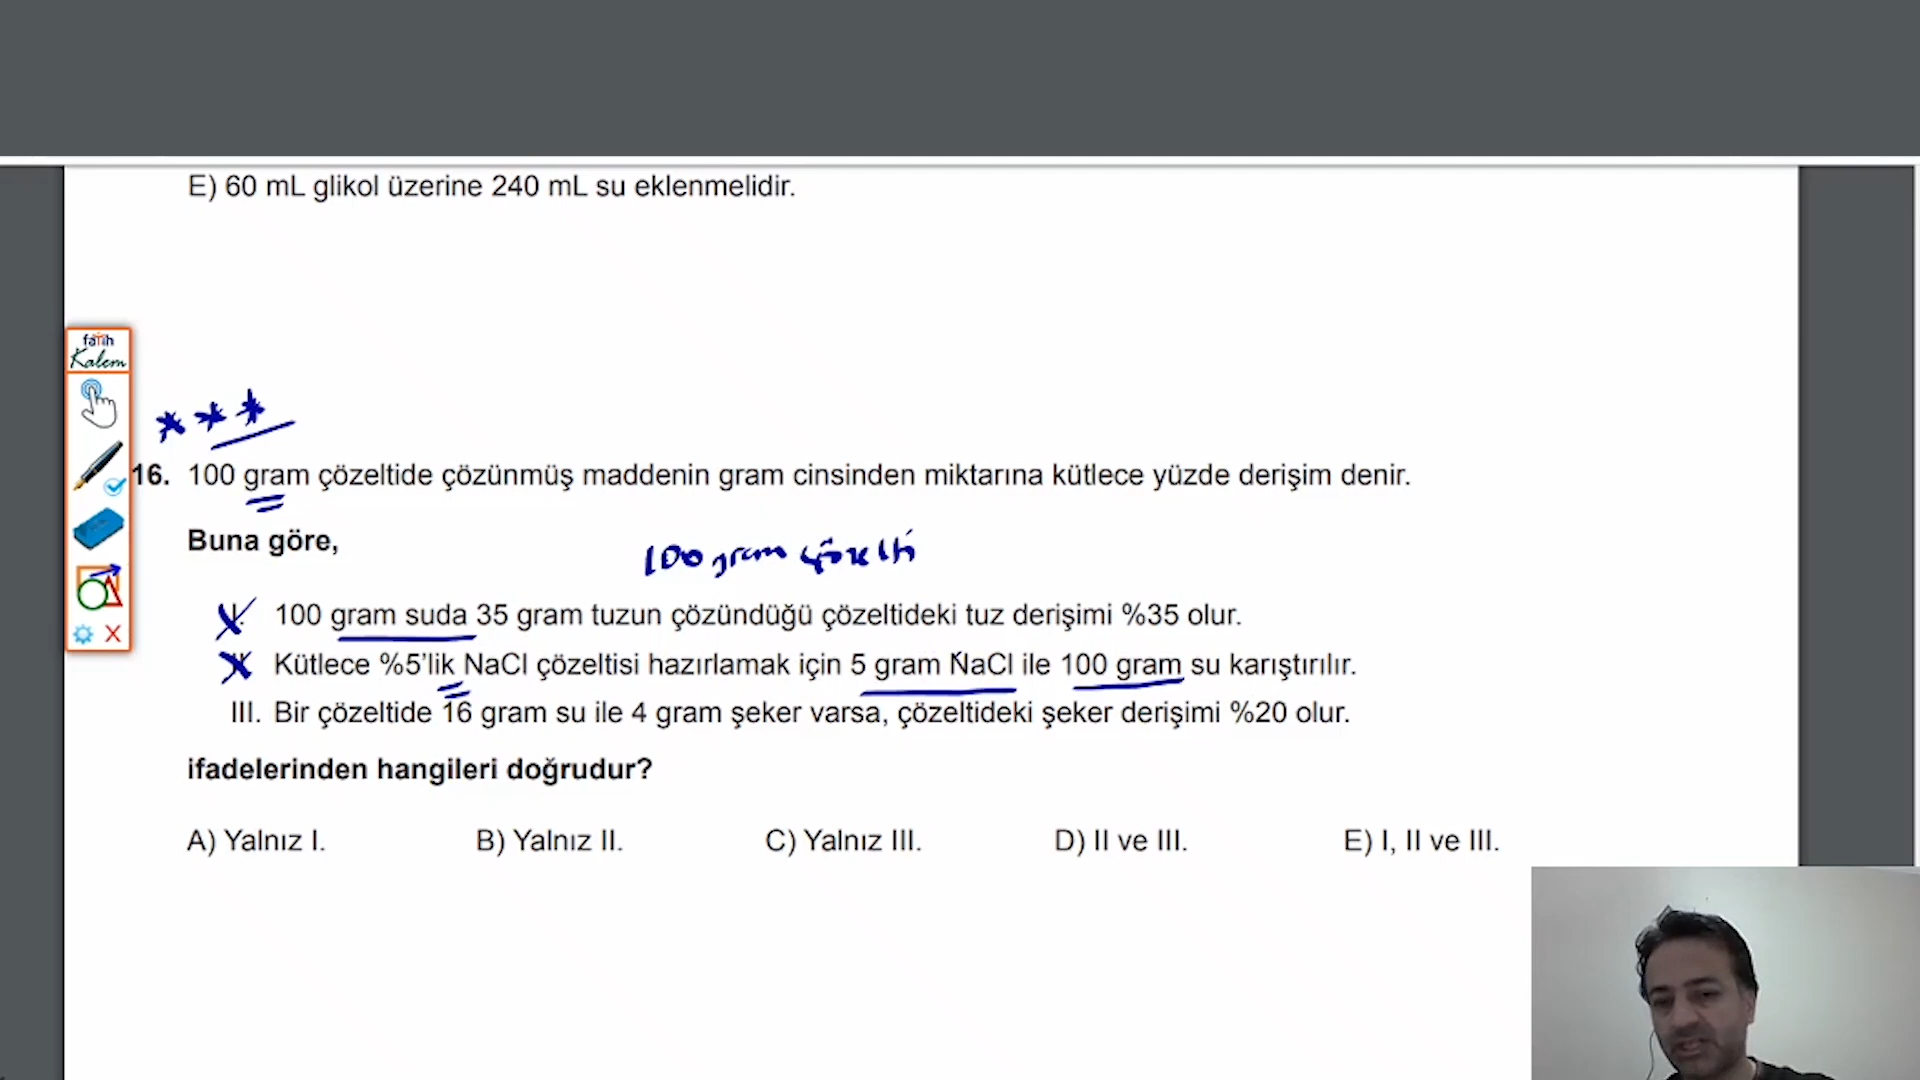 E) 60 mL glikol üzerine 240 mL su eklenmelidir.
fatih
Kalem
16. 100 gram çözeltide çözünmüş maddenin gram cinsinden miktarına kütlece yüzde derişim denir.
Buna göre,
100 gram çözelti
I. 100 gram suda 35 gram tuzun çözündüğü çözeltideki tuz derişimi %35 olur.
II. Kütlece %5'lik NaCl çözeltisi hazırlamak için 5 gram NaCl ile 100 gram su karıştırılır.
III. Bir çözeltide 16 gram su ile 4 gram şeker varsa, çözeltideki şeker derişimi %20 olur.
ifadelerinden hangileri doğrudur?
A) Yalnız I. B) Yalnız II. C) Yalnız III. D) II ve III. E) I, II ve III.